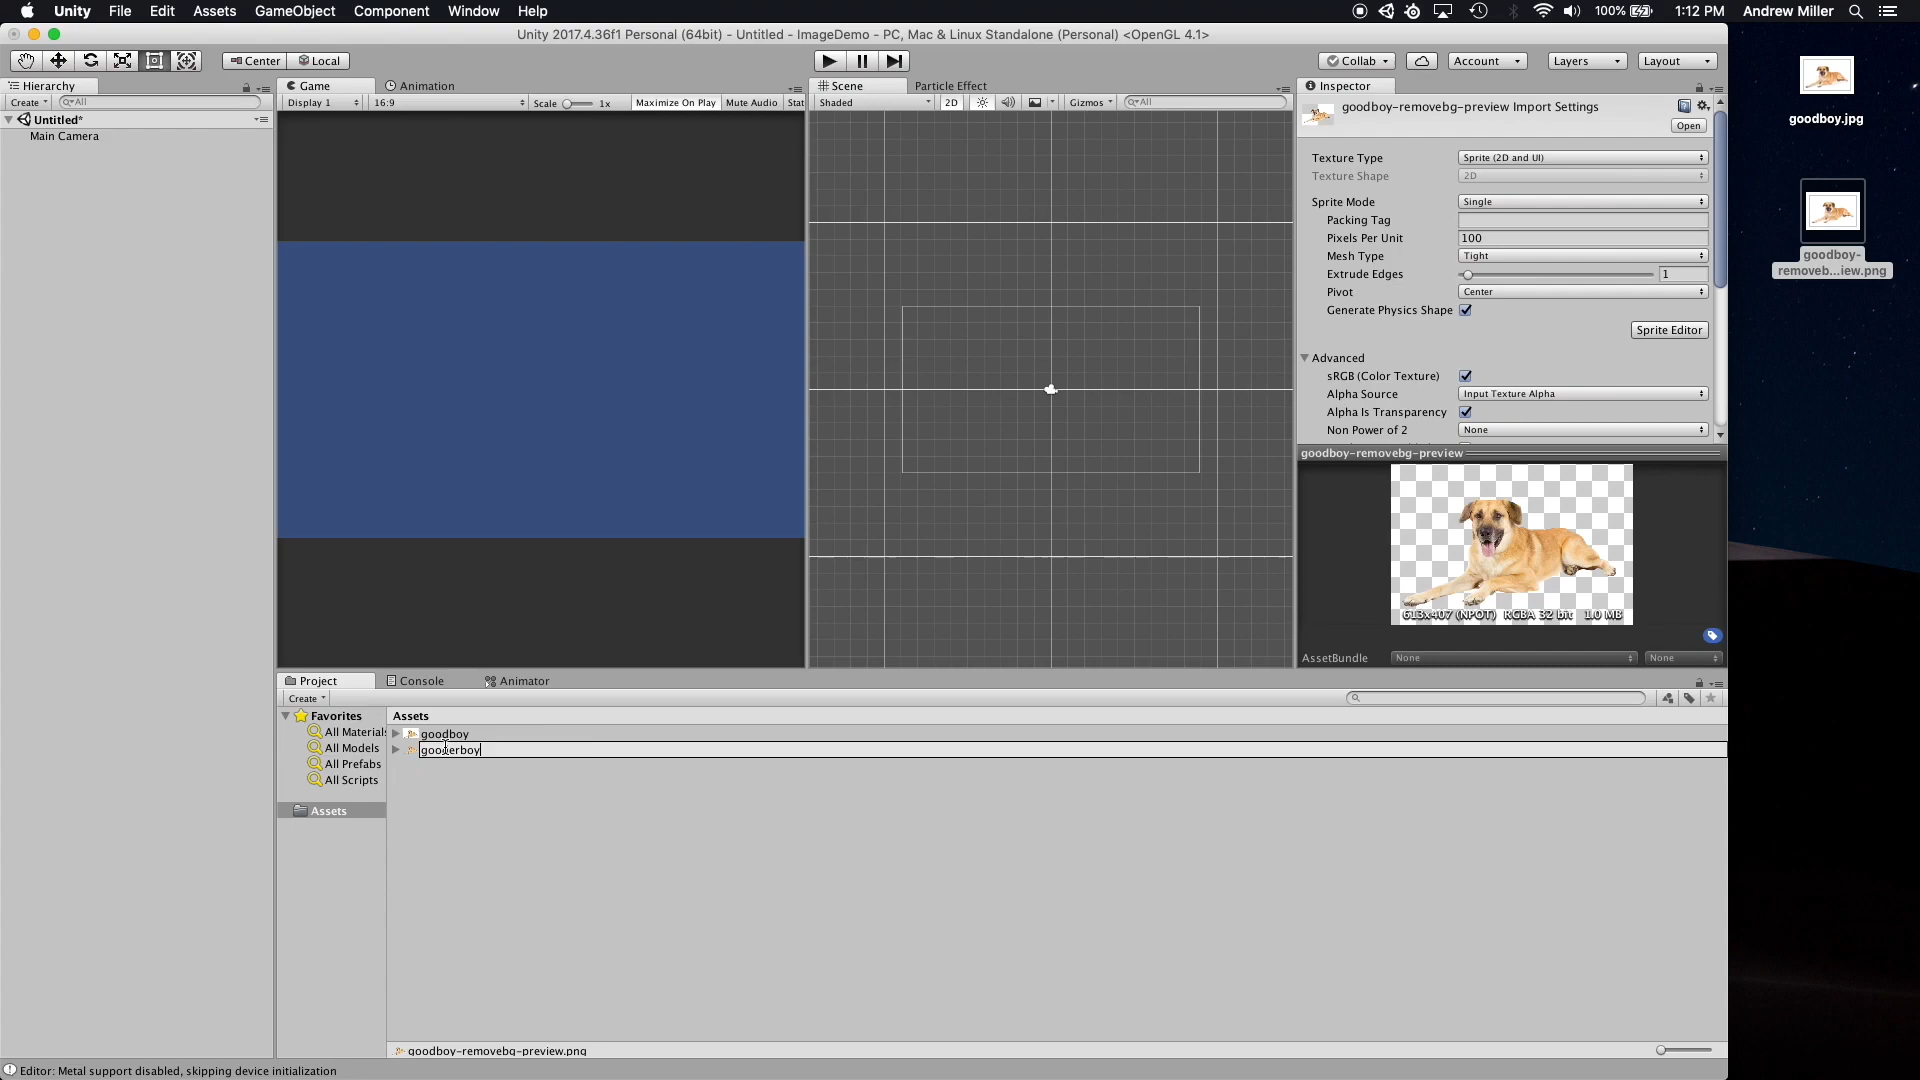 Unity File Edit Assets GameObject Component Window Help 100% 1:12 PM Andrew Miller
Unity 2017.4.36f1 Personal (64bit) - Untitled - ImageDemo - PC, Mac & Linux Standalone (Personal) <OpenGL 4.1>
Center Local Collab Account Layers Layout
Hierarchy Game Animation Scene Particle Effect Inspector
Create All Display 1 16:9 Scale 1x Maximize On Play Mute Audio Stat Shaded 2D Gizmos All
goodboy-removebg-preview Import Settings
Open
Untitled*
Main Camera
Texture Type Sprite (2D and UI)
Texture Shape 2D
Sprite Mode Single
Packing Tag
Pixels Per Unit 100
Mesh Type Tight
Extrude Edges 1
Pivot Center
Generate Physics Shape
Sprite Editor
Advanced
sRGB (Color Texture)
Alpha Source Input Texture Alpha
Alpha Is Transparency
Non Power of 2 None
goodboy-removebg-preview
613x407 (NPOT) RGBA 32 bit 1.0 MB
AssetBundle None None
goodboy.jpg
goodboy-
removeb...iew.png
Project Console Animator
Create
Favorites
All Materials
All Models
All Prefabs
All Scripts
Assets
Assets
goodboy
gooderboy
goodboy-removebg-preview.png
Editor: Metal support disabled, skipping device initialization